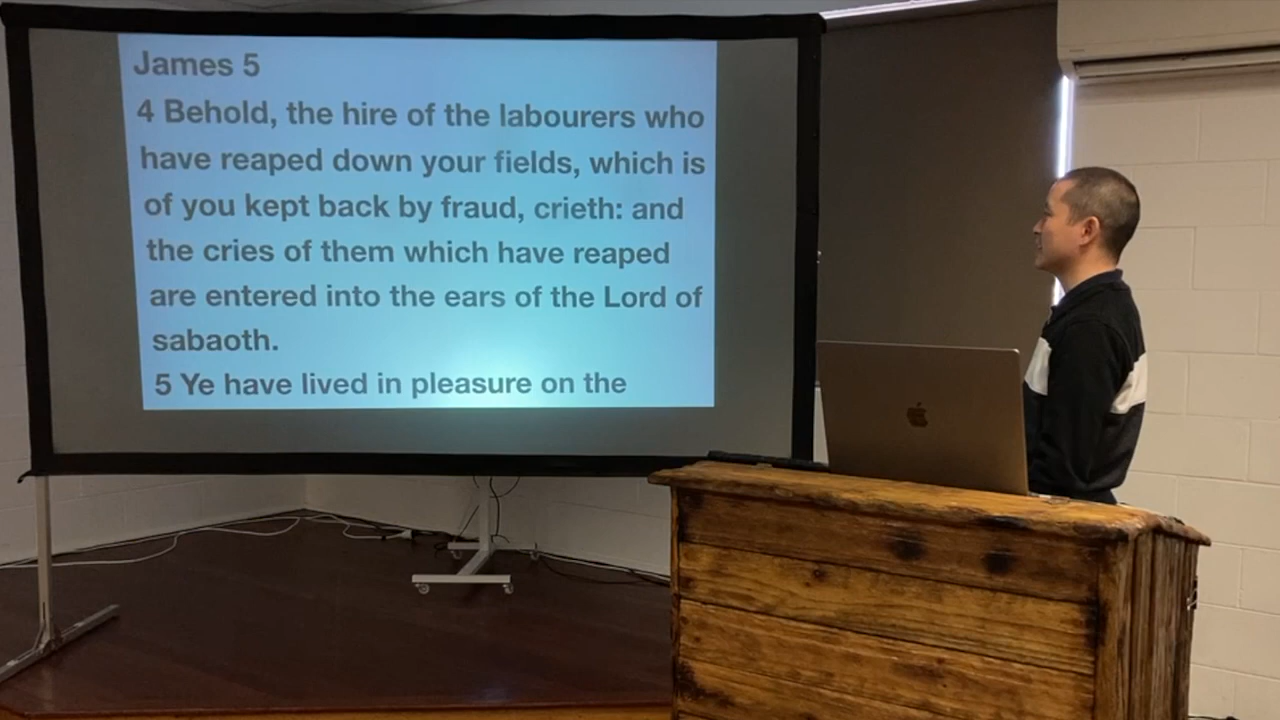 James 5
4 Behold, the hire of the labourers who
have reaped down your fields, which is
of you kept back by fraud, crieth: and
the cries of them which have reaped
are entered into the ears of the Lord of
sabaoth.
5 Ye have lived in pleasure on the